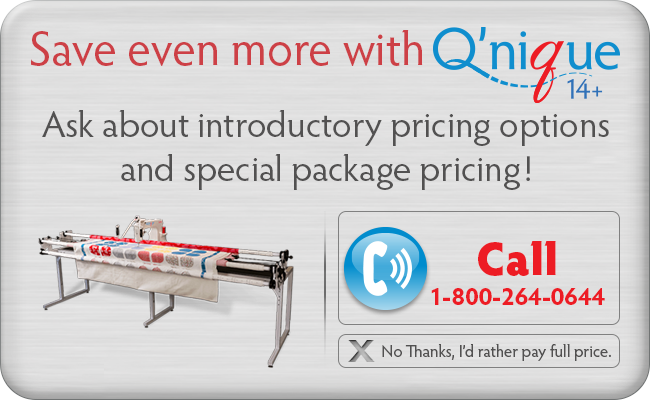 Save even more with Q'nique
14+
Ask about introductory pricing options
and special package pricing!
Call
1-800-264-0644
X No Thanks, I'd rather pay full price.